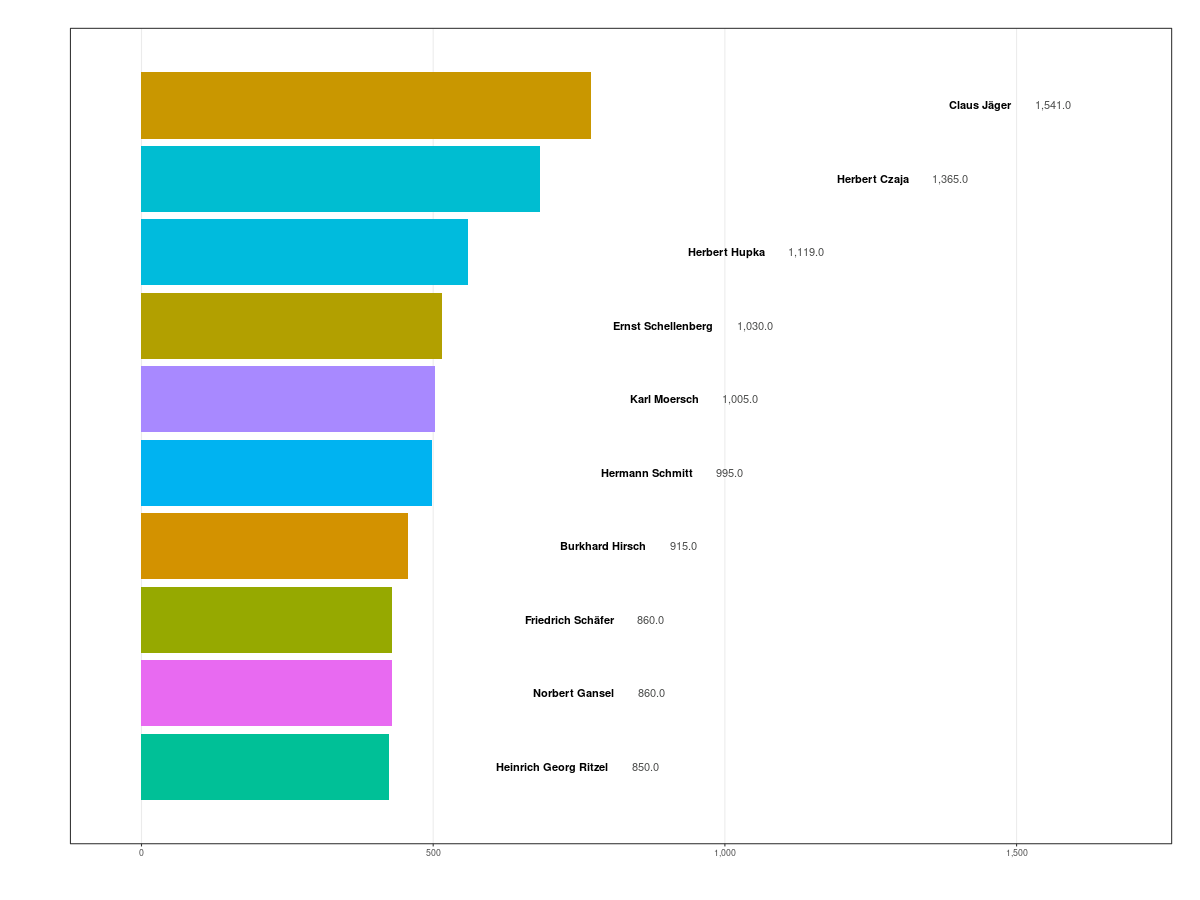 Claus Jäger 1,541.0
Herbert Czaja 1,365.0
Herbert Hupka 1,119.0
Ernst Schellenberg 1,030.0
Karl Moersch 1,005.0
Hermann Schmitt 995.0
Burkhard Hirsch 915.0
Friedrich Schäfer 860.0
Norbert Gansel 860.0
Heinrich Georg Ritzel 850.0
0 500 1,000 1,500